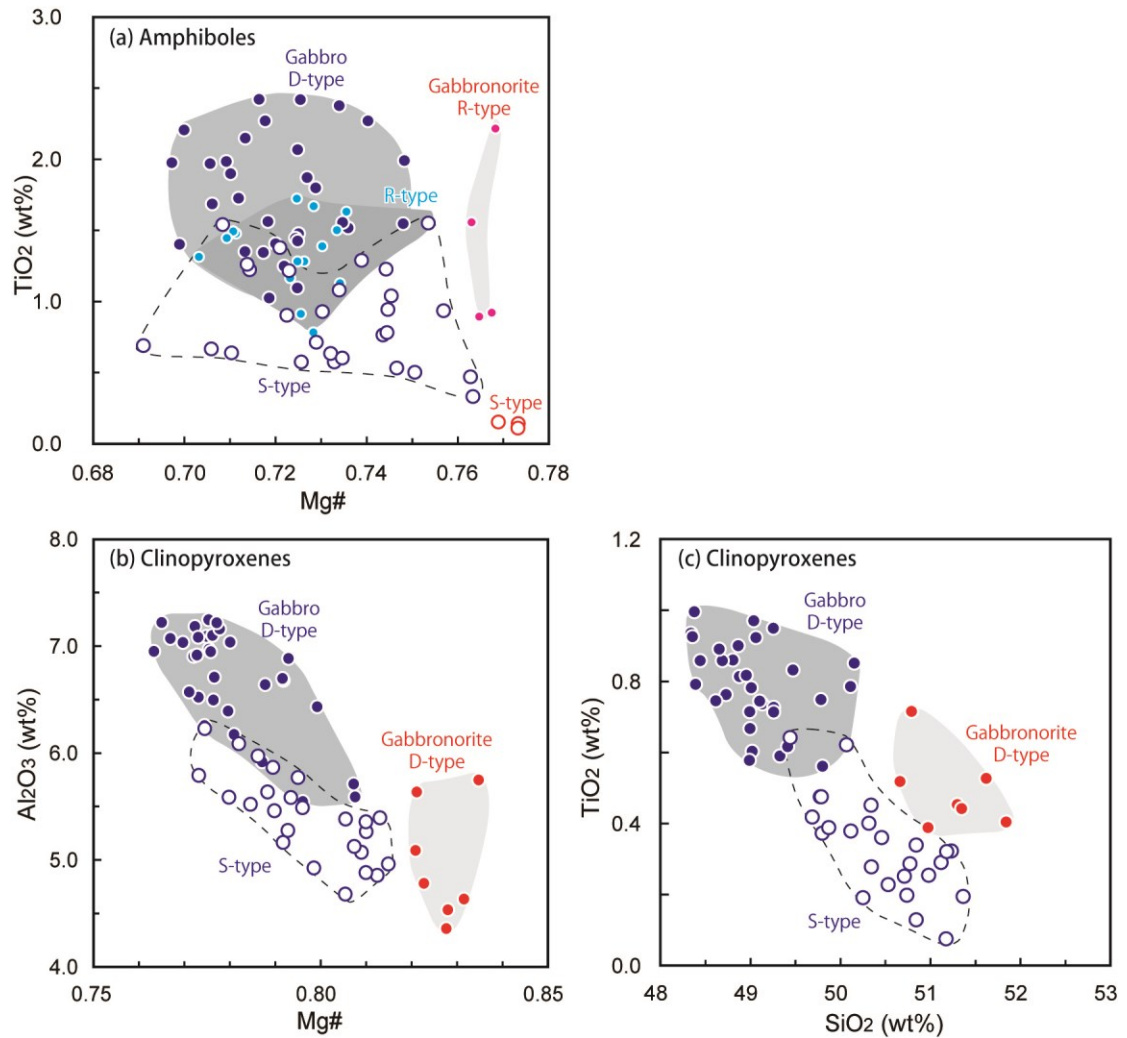 (a) Amphiboles
Gabbro
D-type
Gabbronorite
R-type
R-type
S-type
S-type
3.0
2.0
1.0
0.0
TiO2 (wt%)
0.68
0.70
0.72
0.74
0.76
0.78
Mg#
(b) Clinopyroxenes
Gabbro
D-type
Gabbronorite
D-type
S-type
8.0
7.0
6.0
5.0
4.0
Al2O3 (wt%)
0.75
0.80
0.85
Mg#
(c) Clinopyroxenes
Gabbro
D-type
Gabbronorite
D-type
S-type
1.2
0.8
0.4
0.0
TiO2 (wt%)
48
49
50
51
52
53
SiO2 (wt%)